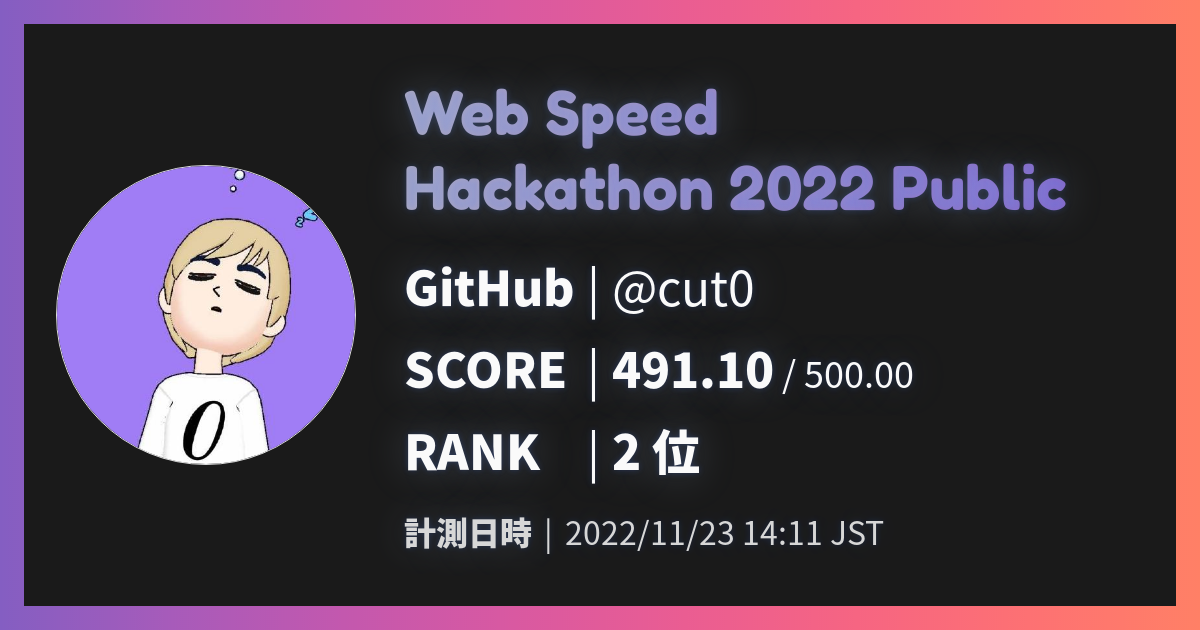 Web Speed
Hackathon 2022 Public
GitHub | @cut0
SCORE | 491.10 / 500.00
RANK | 2 位
計測日時 | 2022/11/23 14:11 JST
0